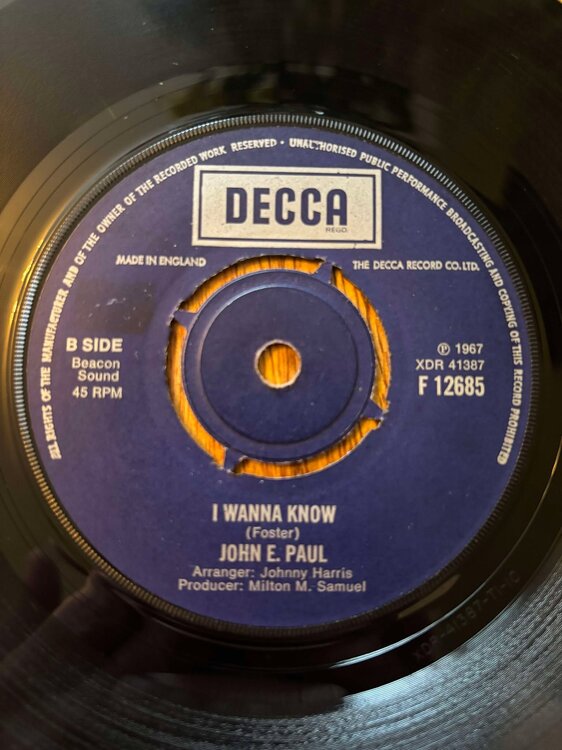 ALL RIGHTS OF THE MANUFACTURER AND OF THE OWNER OF THE RECORDED WORK RESERVED · UNAUTHORISED PUBLIC PERFORMANCE BROADCASTING AND COPYING OF THIS RECORD PROHIBITED
DECCA
REGD.
MADE IN ENGLAND
THE DECCA RECORD CO. LTD.
B SIDE
Beacon
Sound
45 RPM
℗ 1967
XDR 41387
F 12685
I WANNA KNOW
(Foster)
JOHN E. PAUL
Arranger: Johnny Harris
Producer: Milton M. Samuel